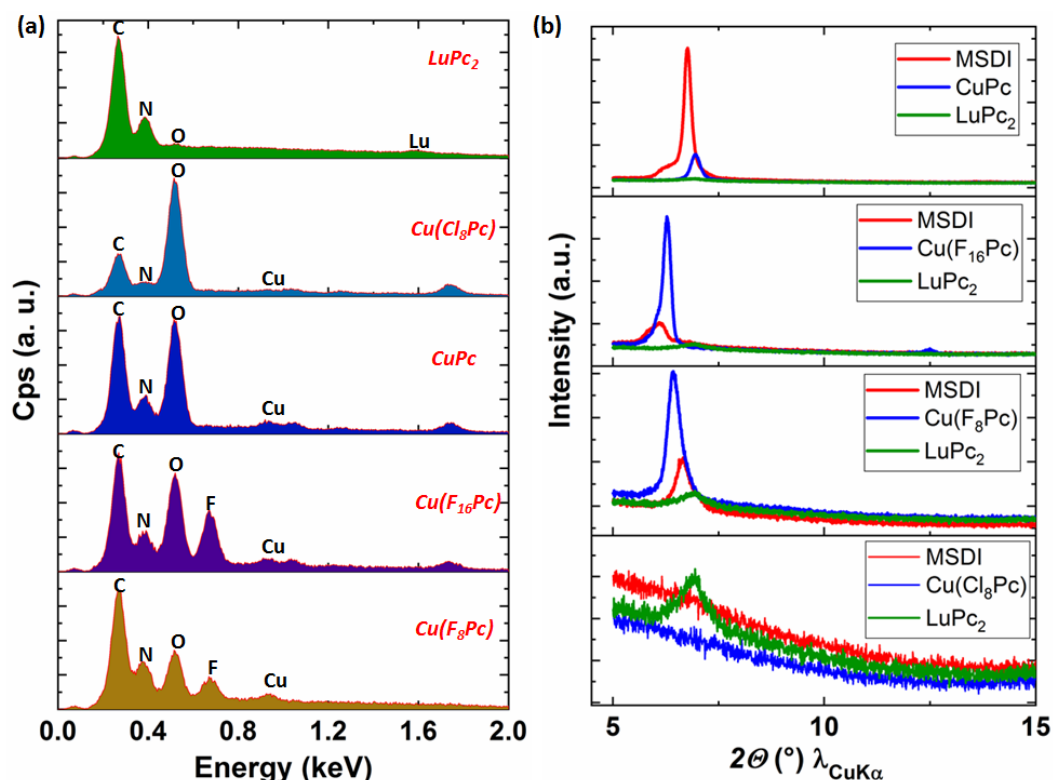 (a)
Cps (a. u.)
C
N
O
Lu
LuPc₂
C
N
O
Cu
Cu(Cl₈Pc)
C
N
O
Cu
CuPc
C
N
O
F
Cu
Cu(F₁₆Pc)
C
N
O
F
Cu
Cu(F₈Pc)
0.0 0.4 0.8 1.2 1.6 2.0
Energy (keV)
(b)
Intensity (a.u.)
MSDI
CuPc
LuPc₂
MSDI
Cu(F₁₆Pc)
LuPc₂
MSDI
Cu(F₈Pc)
LuPc₂
MSDI
Cu(Cl₈Pc)
LuPc₂
5 10 15
2Θ (°) λCuKα